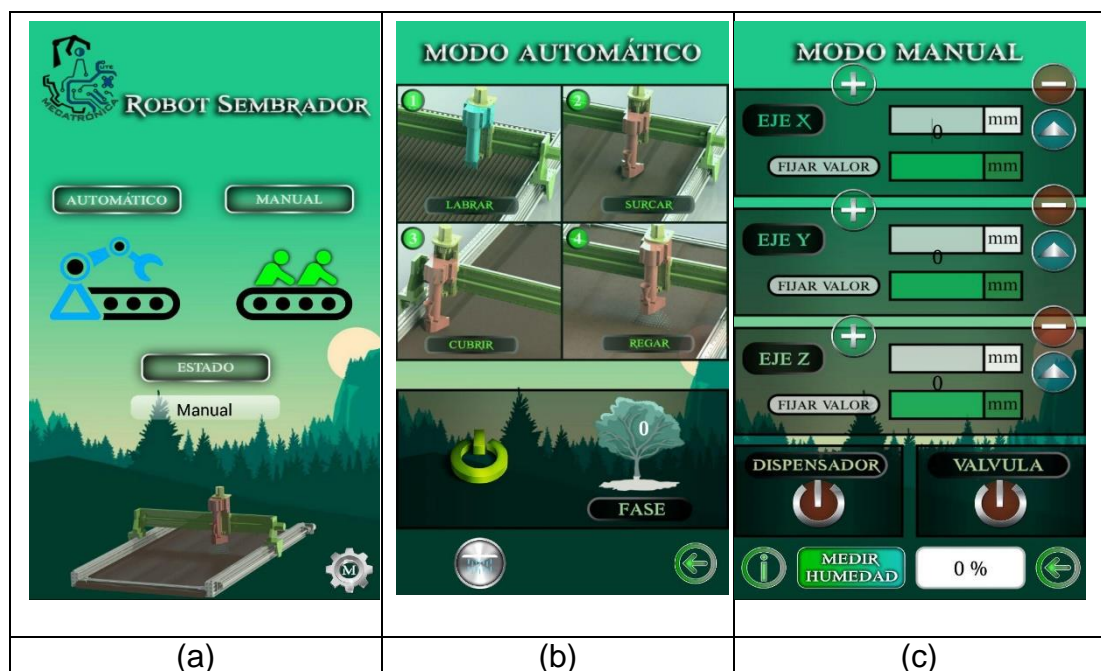 UTE
MECATRÓNICA
ROBOT SEMBRADOR
AUTOMÁTICO
MANUAL
ESTADO
Manual
M
(a)
MODO AUTOMÁTICO
1
2
LABRAR
SURCAR
3
4
CUBRIR
REGAR
0
FASE
(b)
MODO MANUAL
EJE X
0
mm
FIJAR VALOR
mm
EJE Y
0
mm
FIJAR VALOR
mm
EJE Z
0
mm
FIJAR VALOR
mm
DISPENSADOR
VALVULA
i
MEDIR
HUMEDAD
0 %
(c)